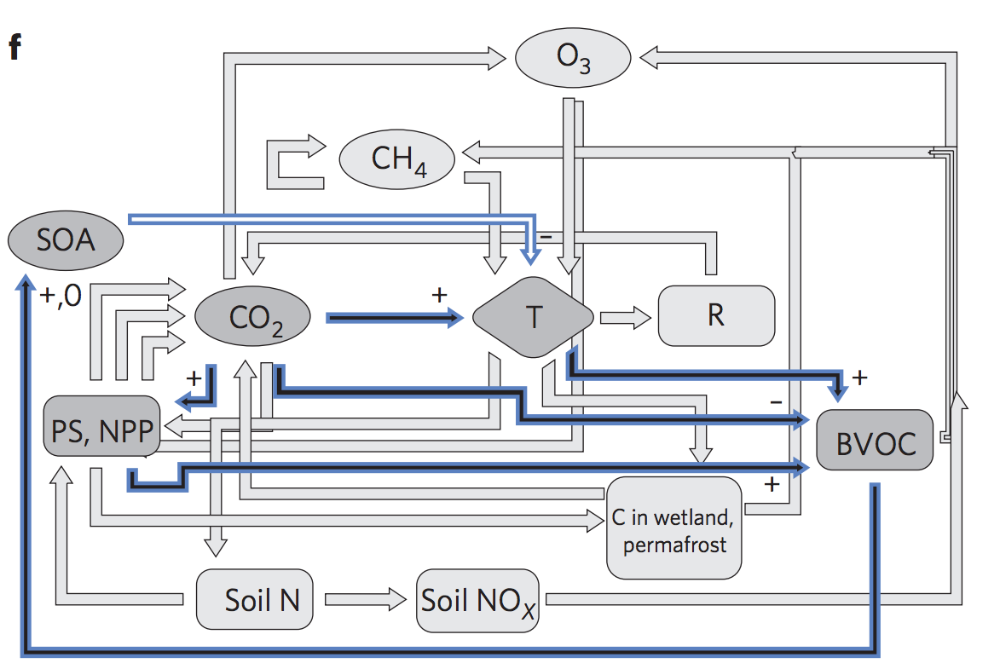 f
O3
CH4
SOA
–
+,0
CO2
+
T
R
+
+
–
PS, NPP
BVOC
+
C in wetland,
permafrost
Soil N
Soil NOX